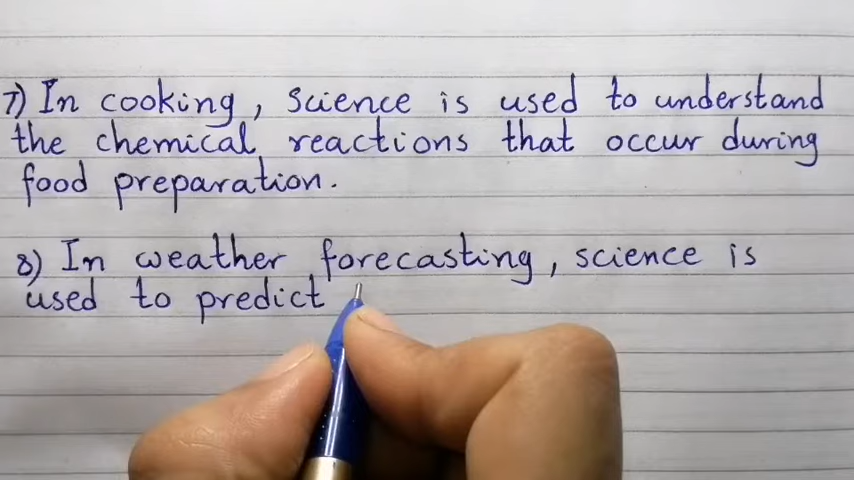 7) In cooking, science is used to understand
the chemical reactions that occur during
food preparation.
8) In weather forecasting, science is
used to predict